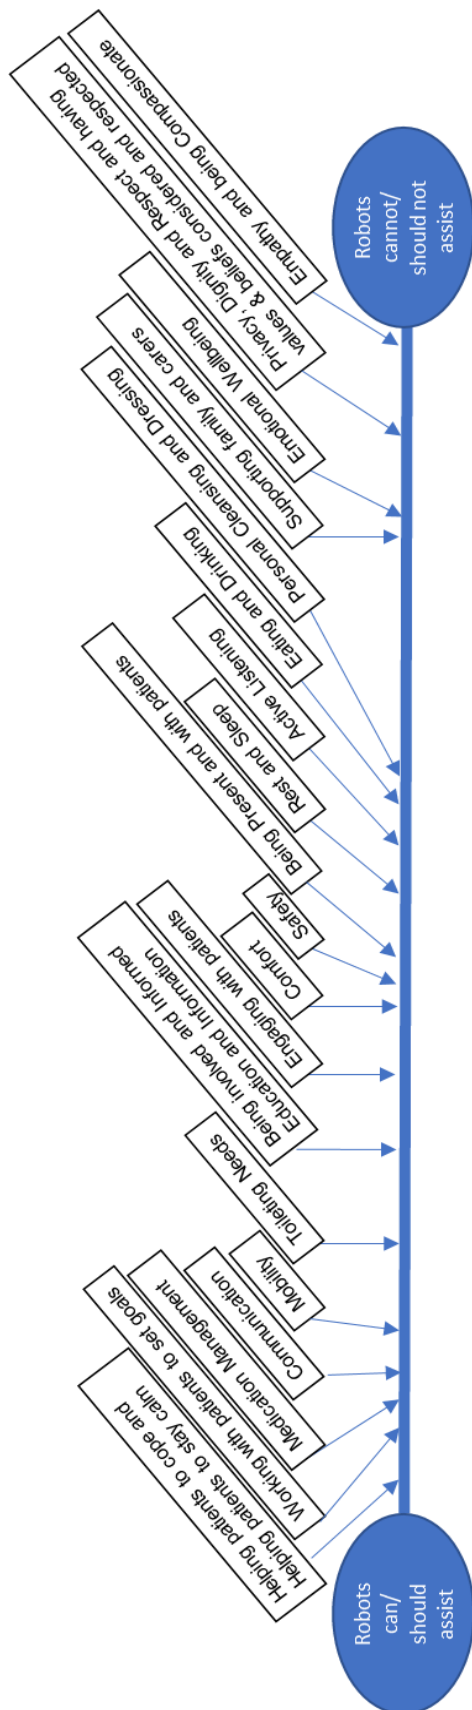 Robots
cannot/
should not
assist
Empathy and being Compassionate
Privacy, Dignity and Respect and having
values & beliefs considered and respected
Emotional Wellbeing
Supporting family and carers
Personal Cleansing and Dressing
Eating and Drinking
Active Listening
Rest and Sleep
Being Present and with patients
Safety
Comfort
Engaging with patients
Being involved and Informed
Education and Information
Toileting Needs
Mobility
Communication
Medication Management
Working with patients to set goals
Helping patients to cope and
Helping patients to stay calm
Robots
can/
should
assist